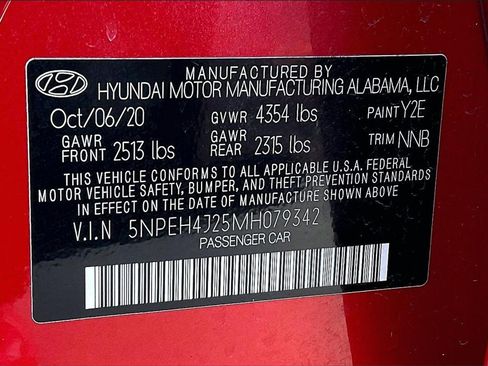 MANUFACTURED BY
HYUNDAI MOTOR MANUFACTURING ALABAMA, LLC
Oct/06/20 GVWR 4354 lbs PAINT Y2E
GAWR FRONT 2513 lbs GAWR REAR 2315 lbs TRIM NNB
THIS VEHICLE CONFORMS TO ALL APPLICABLE U.S.A. FEDERAL
MOTOR VEHICLE SAFETY, BUMPER, AND THEFT PREVENTION STANDARDS
IN EFFECT ON THE DATE OF MANUFACTURE SHOWN ABOVE.
V.I.N 5NPEH4J25MH079342
PASSENGER CAR